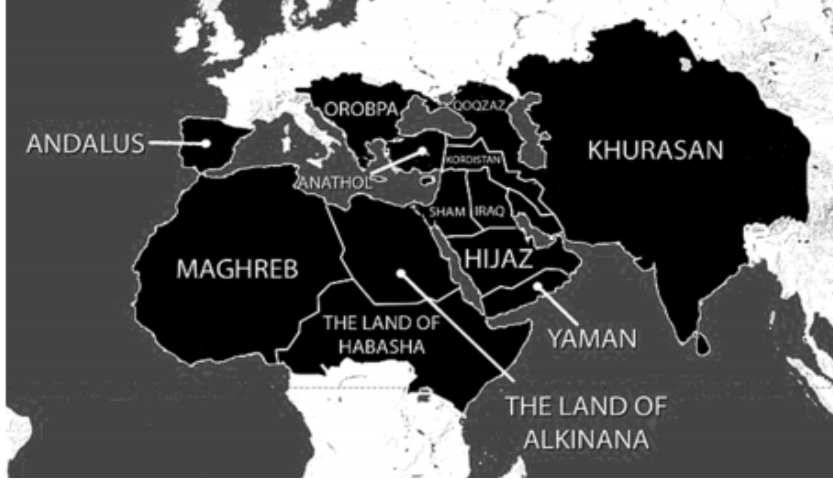 OROBPA
QOQZAZ
ANDALUS
KHURASAN
KORDISTAN
ANATHOL
SHAM
IRAQ
HIJAZ
MAGHREB
THE LAND OF
HABASHA
YAMAN
THE LAND OF
ALKINANA